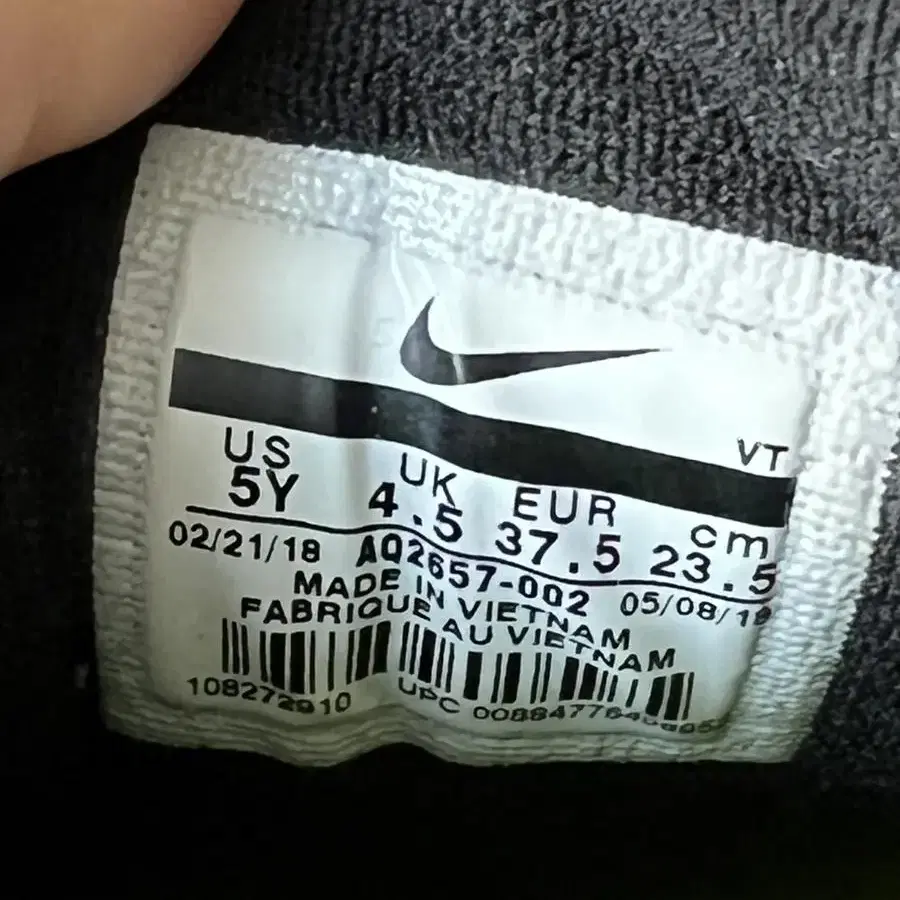 VT
US UK EUR cm
5Y 4.5 37.5 23.5
02/21/18 AQ2657-002 05/08/18
MADE IN VIETNAM
FABRIQUE AU VIETNAM
108272910 UPC